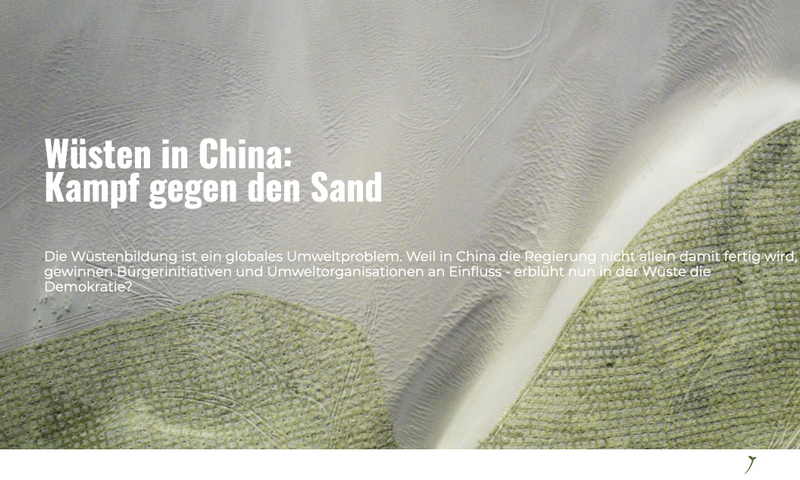 Wüsten in China:
Kampf gegen den Sand
Die Wüstenbildung ist ein globales Umweltproblem. Weil in China die Regierung nicht allein damit fertig wird,
gewinnen Bürgerinitiativen und Umweltorganisationen an Einfluss - erblüht nun in der Wüste die
Demokratie?